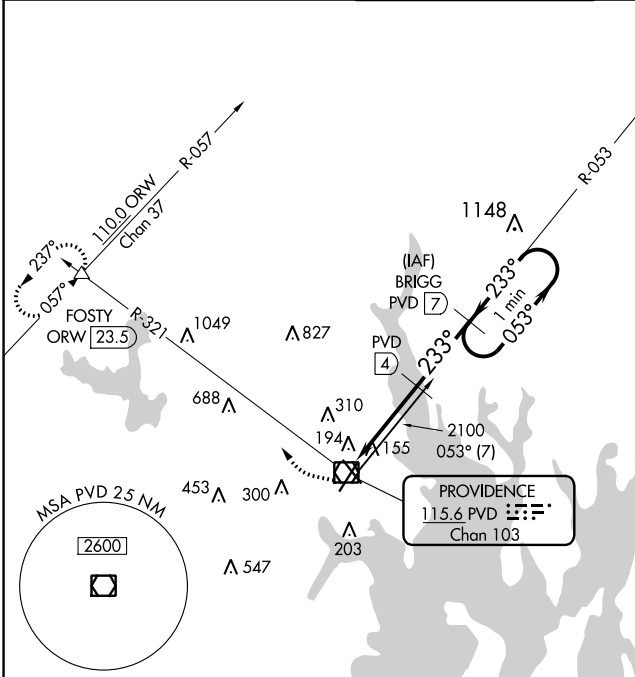 R-057
R-053
110.0 ORW
Chan 37
1148
237°
057°
(IAF)
BRIGG
PVD 7
233°
1 min
053°
FOSTY
ORW 23.5
R-321
1049
827
PVD
4
233°
688
310
194
155
2100
053° (7)
MSA PVD 25 NM
2600
453
300
PROVIDENCE
115.6 PVD
Chan 103
203
547